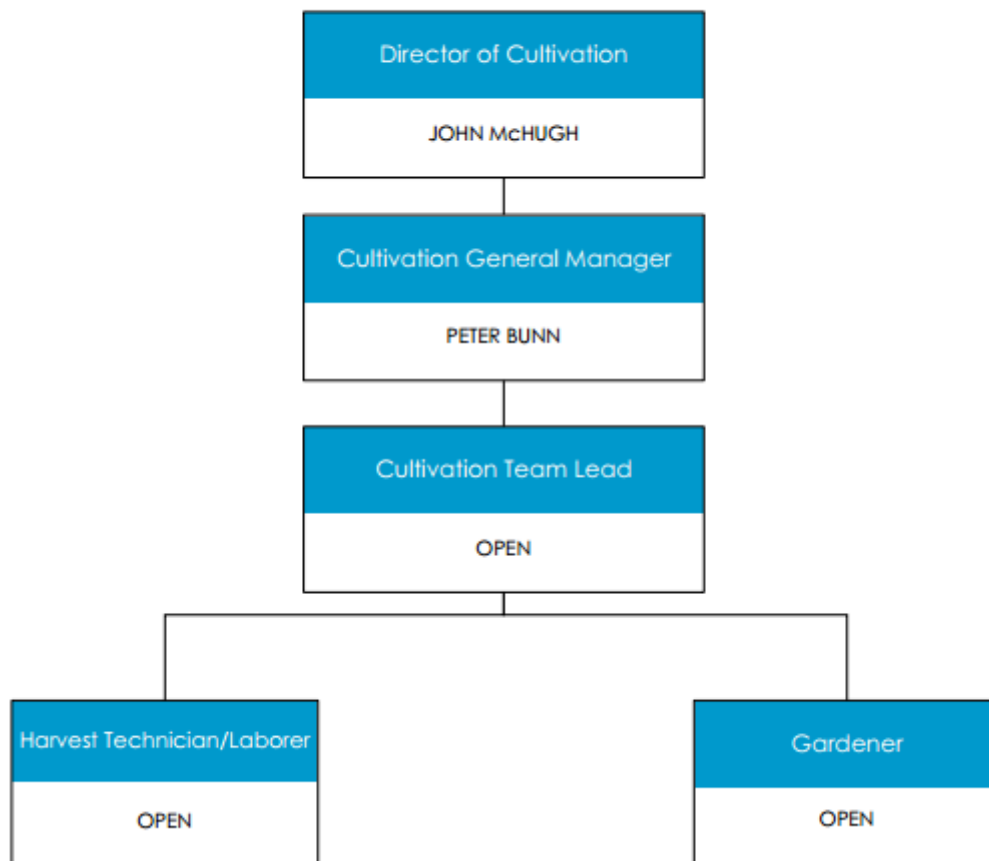 Director of Cultivation
JOHN McHUGH
Cultivation General Manager
PETER BUNN
Cultivation Team Lead
OPEN
Harvest Technician/Laborer
OPEN
Gardener
OPEN